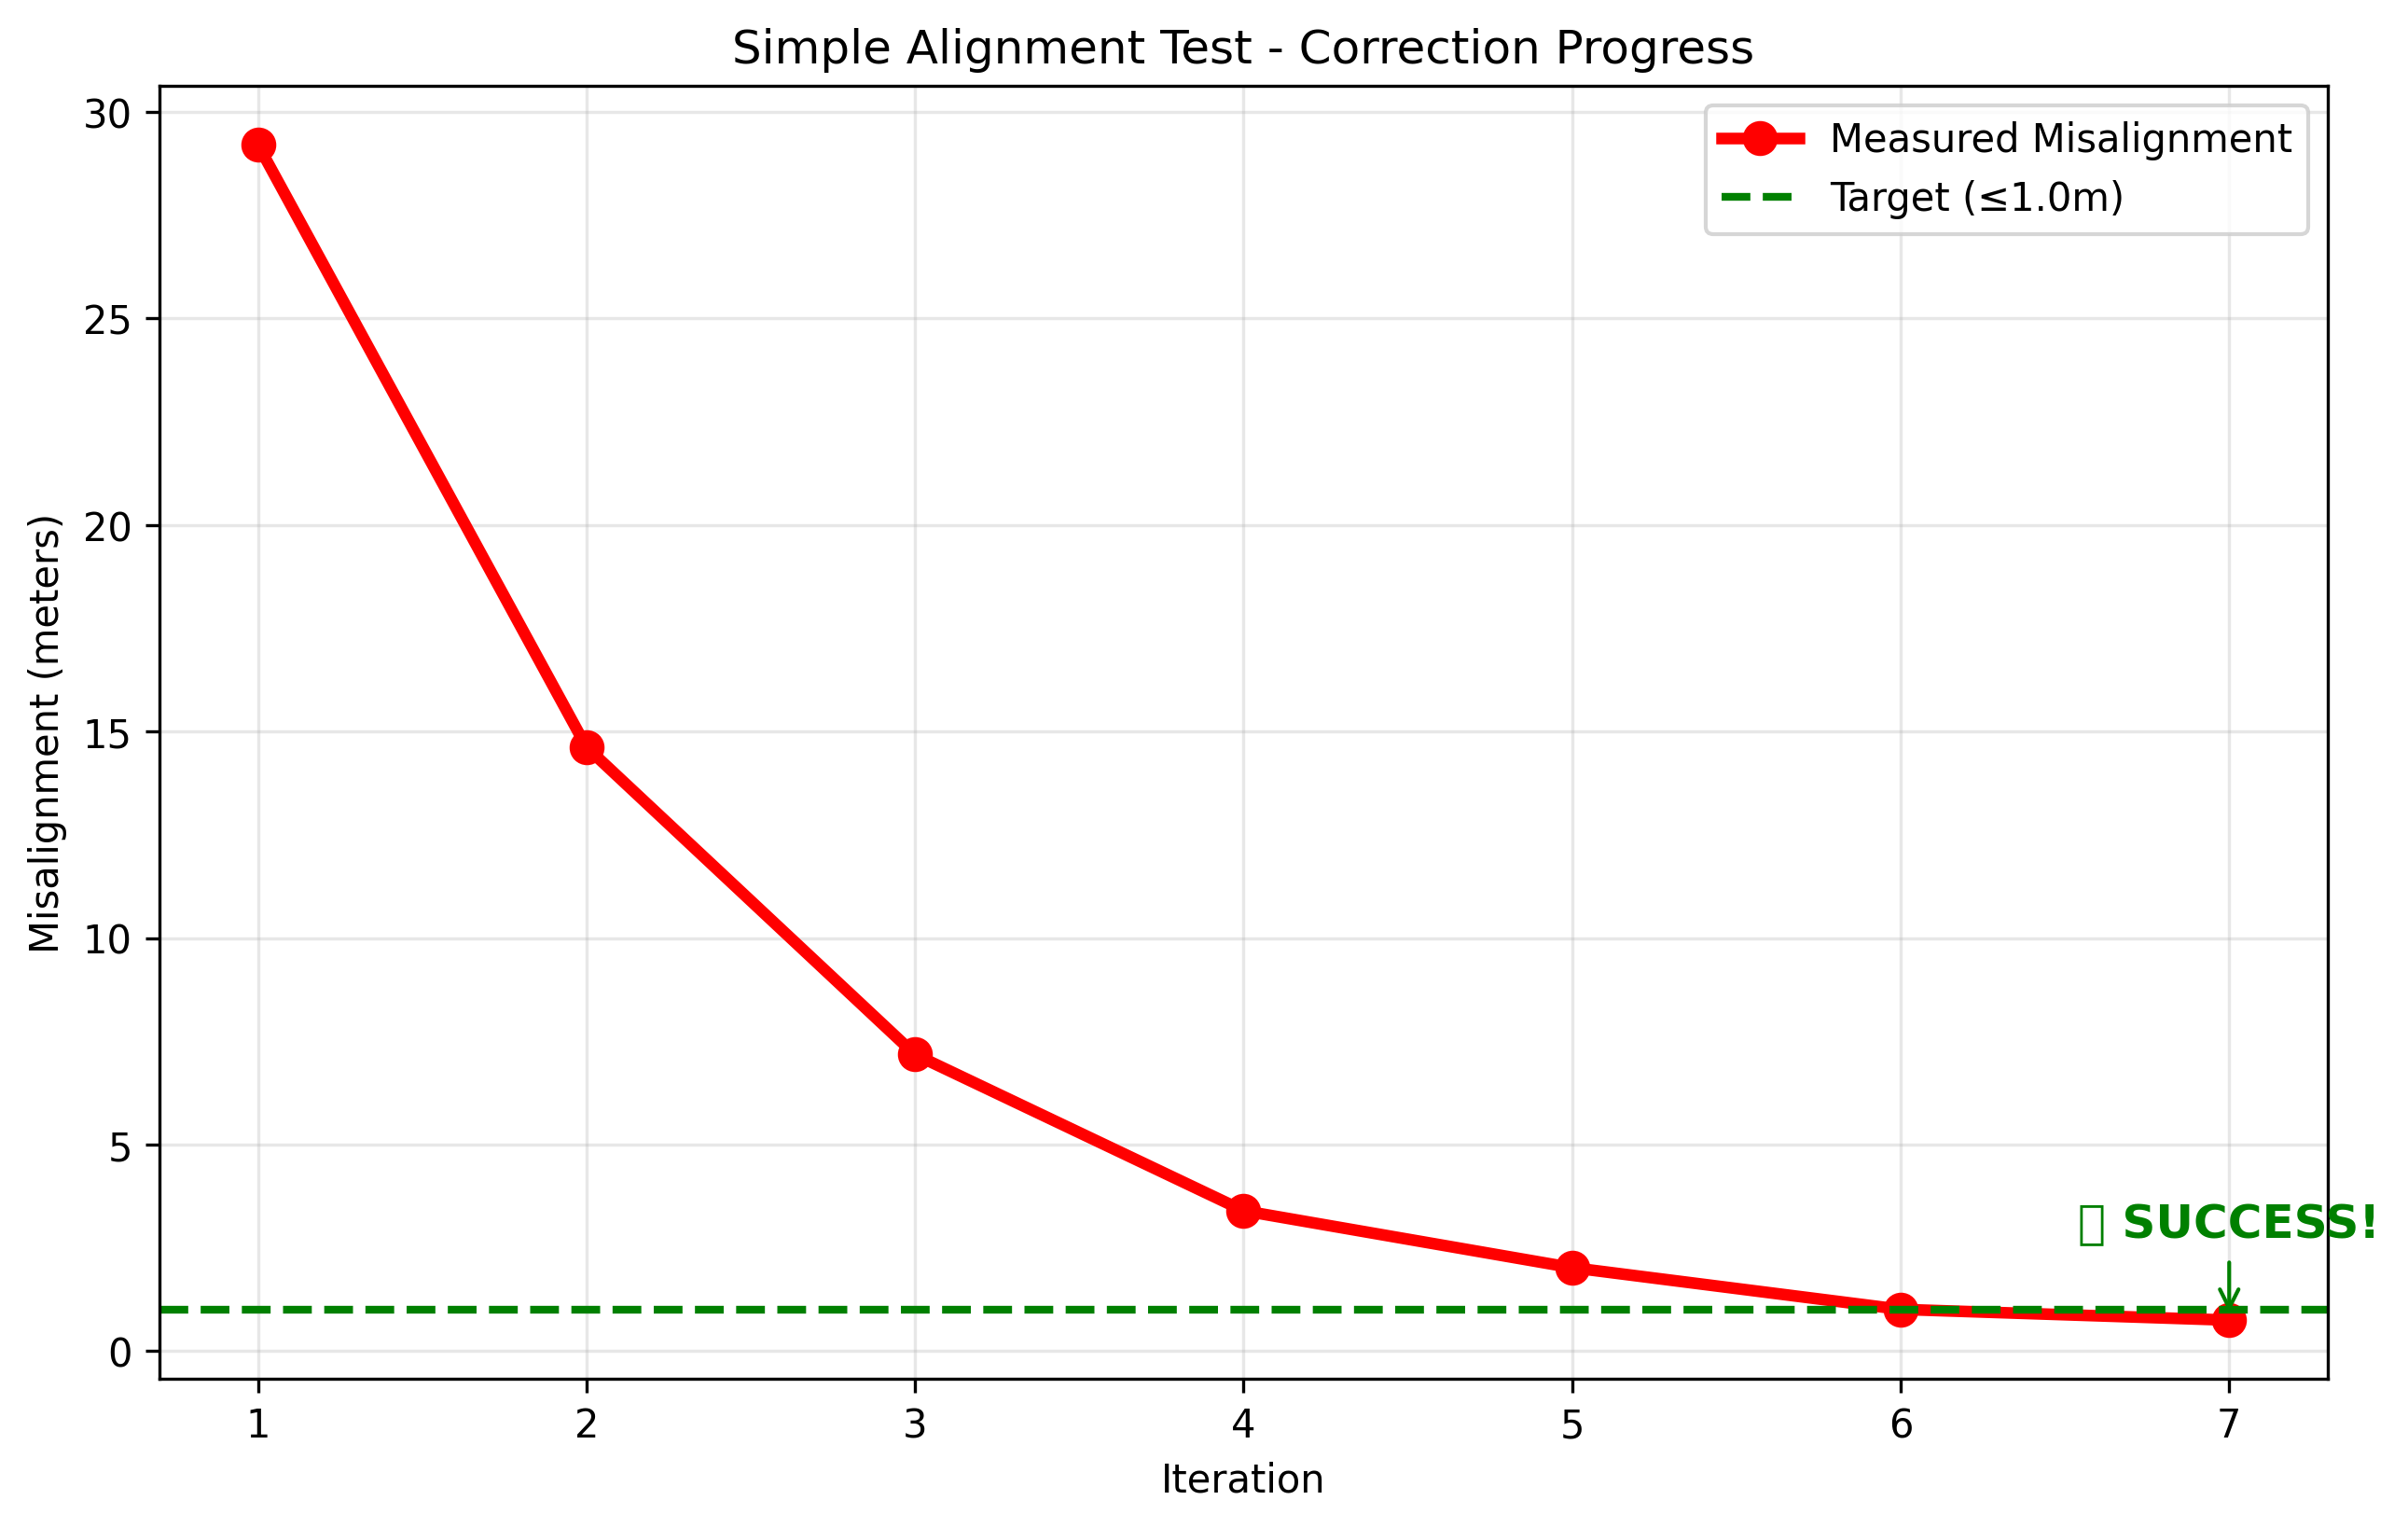 Simple Alignment Test - Correction Progress
Measured Misalignment
Target (≤1.0m)
Misalignment (meters)
30
25
20
15
10
5
0
SUCCESS!
1 2 3 4 5 6 7
Iteration